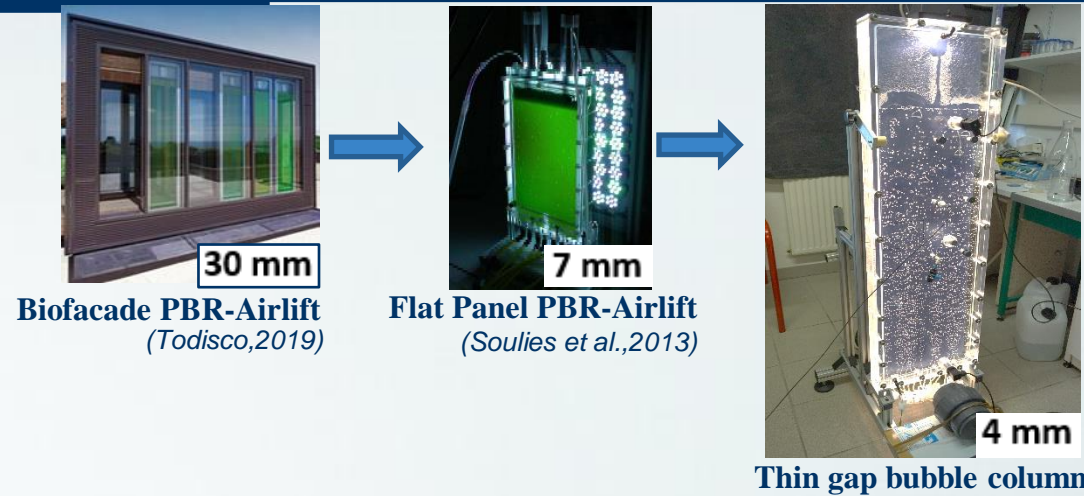 30 mm
Biofacade PBR-Airlift
(Todisco,2019)
7 mm
Flat Panel PBR-Airlift
(Soulies et al.,2013)
4 mm
Thin gap bubble column